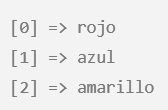 [0] => rojo
[1] => azul
[2] => amarillo